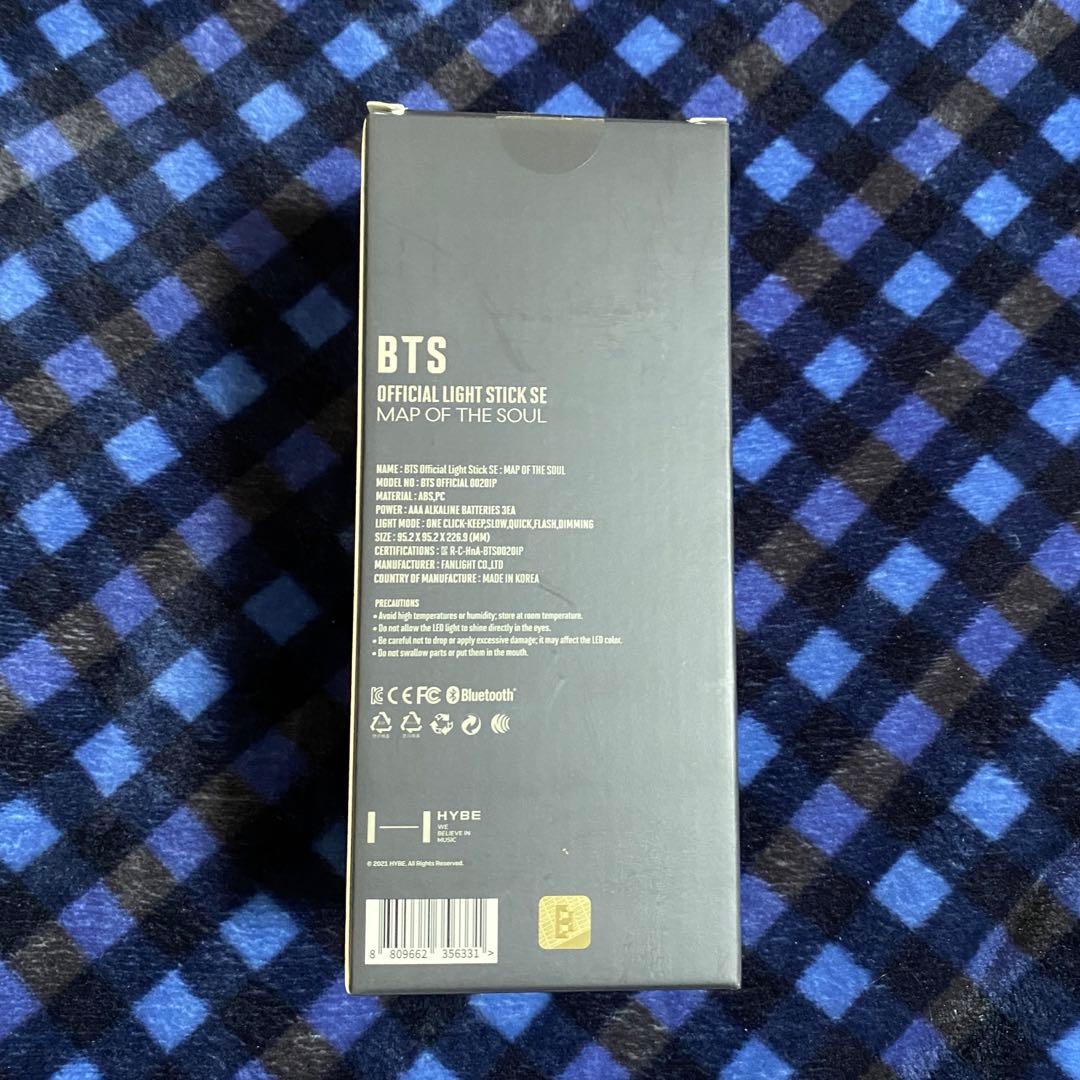 BTS
OFFICIAL LIGHT STICK SE
MAP OF THE SOUL
NAME : BTS Official Light Stick SE : MAP OF THE SOUL
MODEL NO : BTS OFFICIAL 00201P
MATERIAL : ABS,PC
POWER : AAA ALKALINE BATTERIES 3EA
LIGHT MODE : ONE CLICK-KEEP,SLOW,QUICK,FLASH,DIMMING
SIZE : 95.2 X 95.2 X 226.9 (MM)
CERTIFICATIONS : R-C-HnA-BTS00201P
MANUFACTURER : FANLIGHT CO.,LTD
COUNTRY OF MANUFACTURE : MADE IN KOREA
PRECAUTIONS
• Avoid high temperatures or humidity; store at room temperature.
• Do not allow the LED light to shine directly in the eyes.
• Be careful not to drop or apply excessive damage; it may affect the LED color.
• Do not swallow parts or put them in the mouth.
CE FC Bluetooth®
HYBE
WE
BELIEVE IN
MUSIC
© 2021 HYBE. All Rights Reserved.
8 809662 356331 >